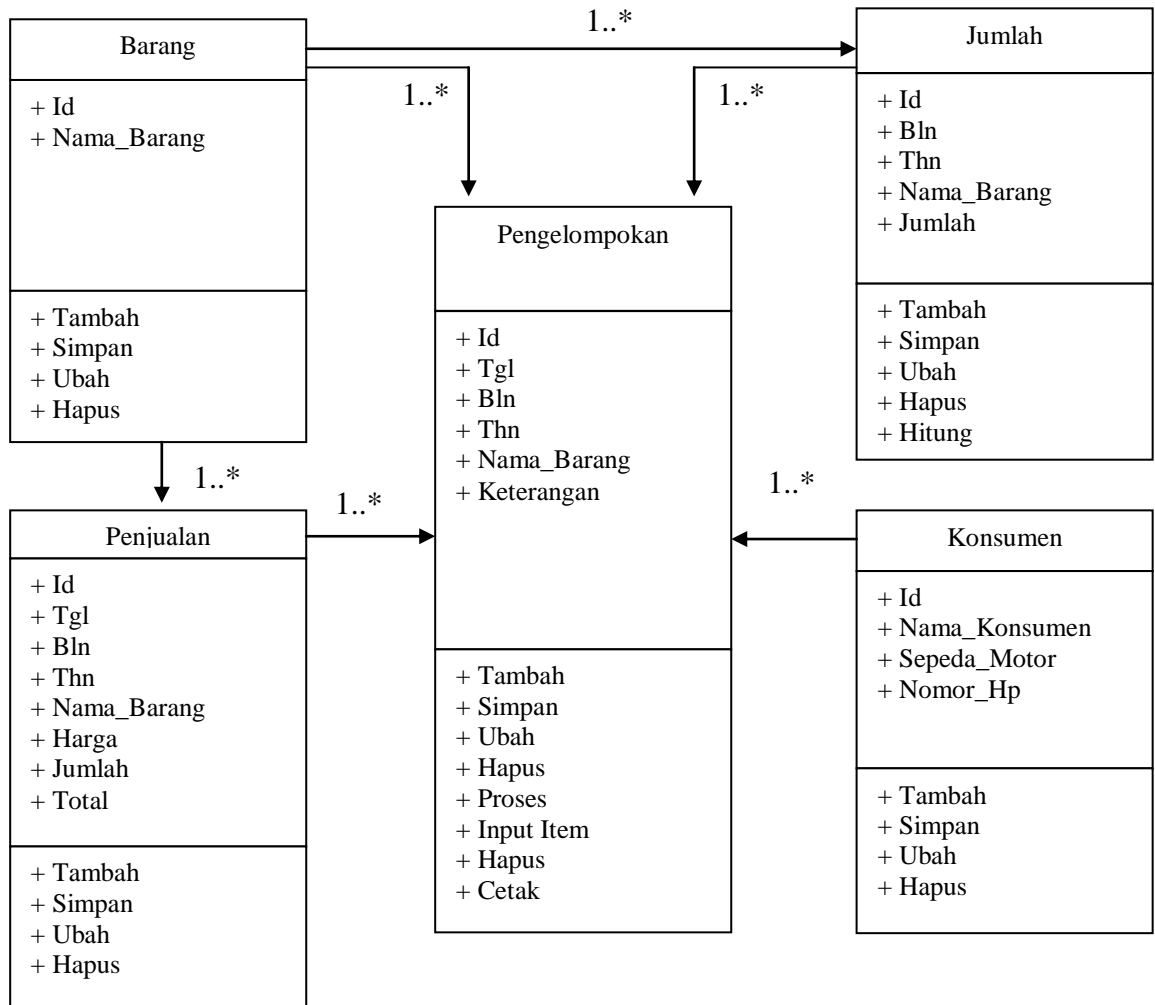 Barang
+ Id
+ Nama_Barang
+ Tambah
+ Simpan
+ Ubah
+ Hapus
1..*
1..*
1..*
Jumlah
+ Id
+ Bln
+ Thn
+ Nama_Barang
+ Jumlah
+ Tambah
+ Simpan
+ Ubah
+ Hapus
+ Hitung
Pengelompokan
+ Id
+ Tgl
+ Bln
+ Thn
+ Nama_Barang
+ Keterangan
+ Tambah
+ Simpan
+ Ubah
+ Hapus
+ Proses
+ Input Item
+ Hapus
+ Cetak
1..*
1..*
1..*
Penjualan
+ Id
+ Tgl
+ Bln
+ Thn
+ Nama_Barang
+ Harga
+ Jumlah
+ Total
+ Tambah
+ Simpan
+ Ubah
+ Hapus
Konsumen
+ Id
+ Nama_Konsumen
+ Sepeda_Motor
+ Nomor_Hp
+ Tambah
+ Simpan
+ Ubah
+ Hapus